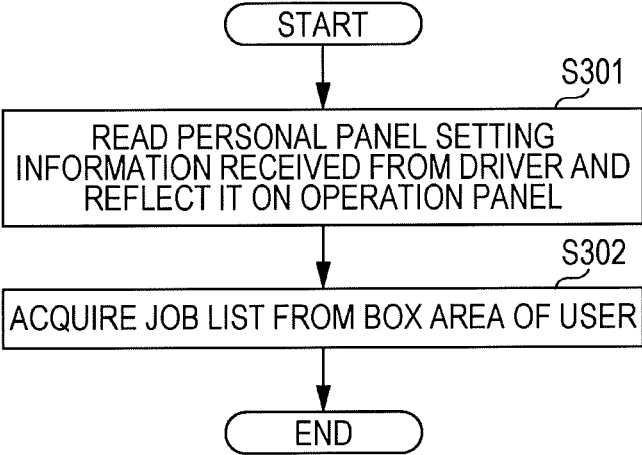 START
S301
READ PERSONAL PANEL SETTING
INFORMATION RECEIVED FROM DRIVER AND
REFLECT IT ON OPERATION PANEL
S302
ACQUIRE JOB LIST FROM BOX AREA OF USER
END